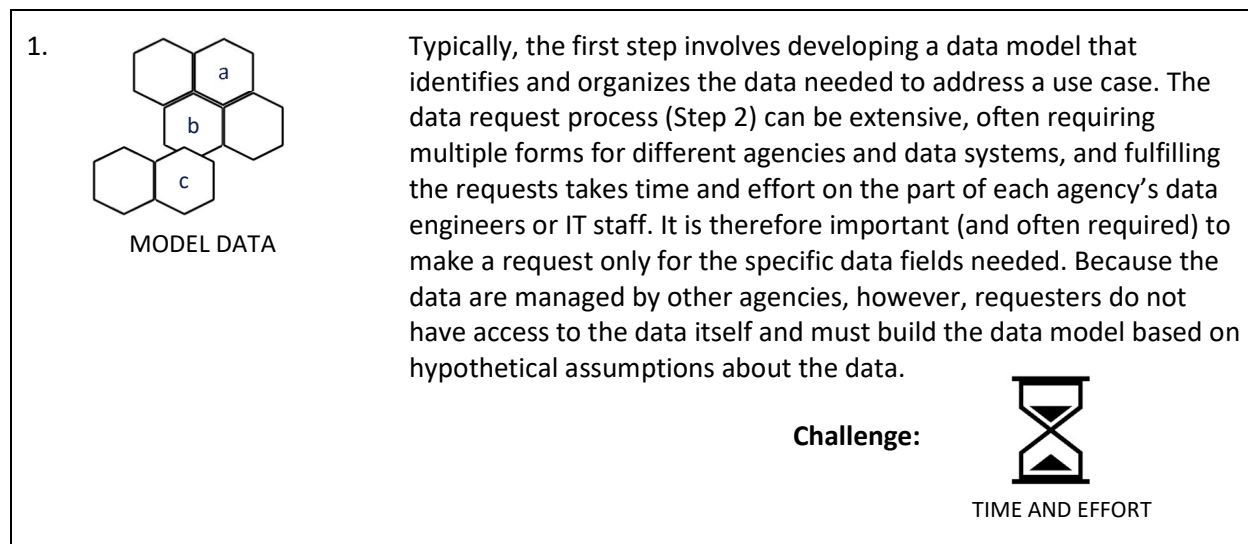 1.
a
b
c
MODEL DATA
Typically, the first step involves developing a data model that
identifies and organizes the data needed to address a use case. The
data request process (Step 2) can be extensive, often requiring
multiple forms for different agencies and data systems, and fulfilling
the requests takes time and effort on the part of each agency’s data
engineers or IT staff. It is therefore important (and often required) to
make a request only for the specific data fields needed. Because the
data are managed by other agencies, however, requesters do not
have access to the data itself and must build the data model based on
hypothetical assumptions about the data.
Challenge:
TIME AND EFFORT